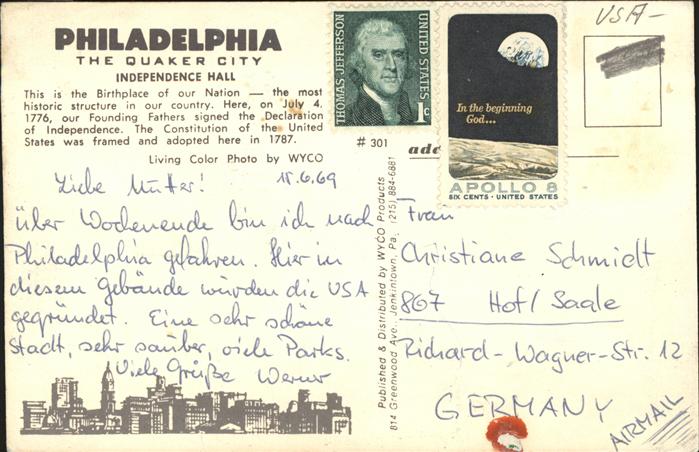 PHILADELPHIA
THE QUAKER CITY
INDEPENDENCE HALL
This is the Birthplace of our Nation — the most
historic structure in our country. Here, on July 4,
1776, our Founding Fathers signed the Declaration
of Independence. The Constitution of the United
States was framed and adopted here in 1787.
Living Color Photo by WYCO
# 301
THOMAS JEFFERSON
UNITED STATES
1c
In the beginning
God...
APOLLO 8
SIX CENTS · UNITED STATES
USA-
add
Liebe Mutter! 15.6.69
über Wochenende bin ich nach
Philadelphia gefahren. Hier in
diesem Gebäude wurden die USA
gegründet. Eine sehr schöne
Stadt, sehr sauber, viele Parks.
Viele Grüße Werner
Published & Distributed by WYCO Products
814 Greenwood Ave. Jenkintown, Pa. (215) 884-6881
Frau
Christiane Schmidt
867 Hof/Saale
Richard-Wagner-Str. 12
GERMANY
AIRMAIL